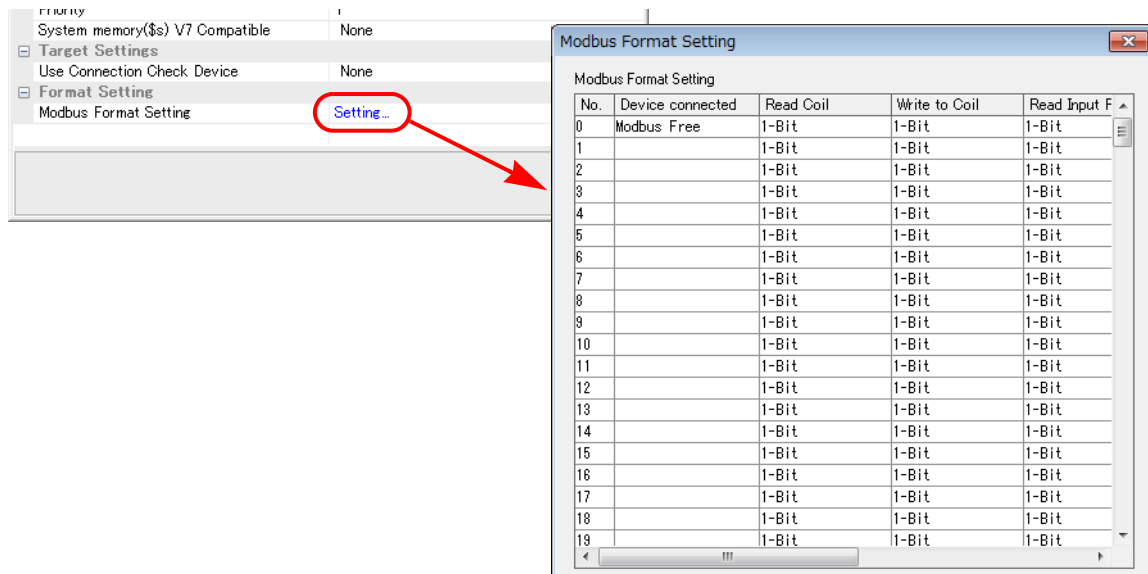 Priority 1
System memory($s) V7 Compatible None
Target Settings
Use Connection Check Device None
Format Setting
Modbus Format Setting Setting...
Modbus Format Setting
Modbus Format Setting
No. Device connected Read Coil Write to Coil Read Input F
0 Modbus Free 1-Bit 1-Bit 1-Bit
1 1-Bit 1-Bit 1-Bit
2 1-Bit 1-Bit 1-Bit
3 1-Bit 1-Bit 1-Bit
4 1-Bit 1-Bit 1-Bit
5 1-Bit 1-Bit 1-Bit
6 1-Bit 1-Bit 1-Bit
7 1-Bit 1-Bit 1-Bit
8 1-Bit 1-Bit 1-Bit
9 1-Bit 1-Bit 1-Bit
10 1-Bit 1-Bit 1-Bit
11 1-Bit 1-Bit 1-Bit
12 1-Bit 1-Bit 1-Bit
13 1-Bit 1-Bit 1-Bit
14 1-Bit 1-Bit 1-Bit
15 1-Bit 1-Bit 1-Bit
16 1-Bit 1-Bit 1-Bit
17 1-Bit 1-Bit 1-Bit
18 1-Bit 1-Bit 1-Bit
19 1-Bit 1-Bit 1-Bit